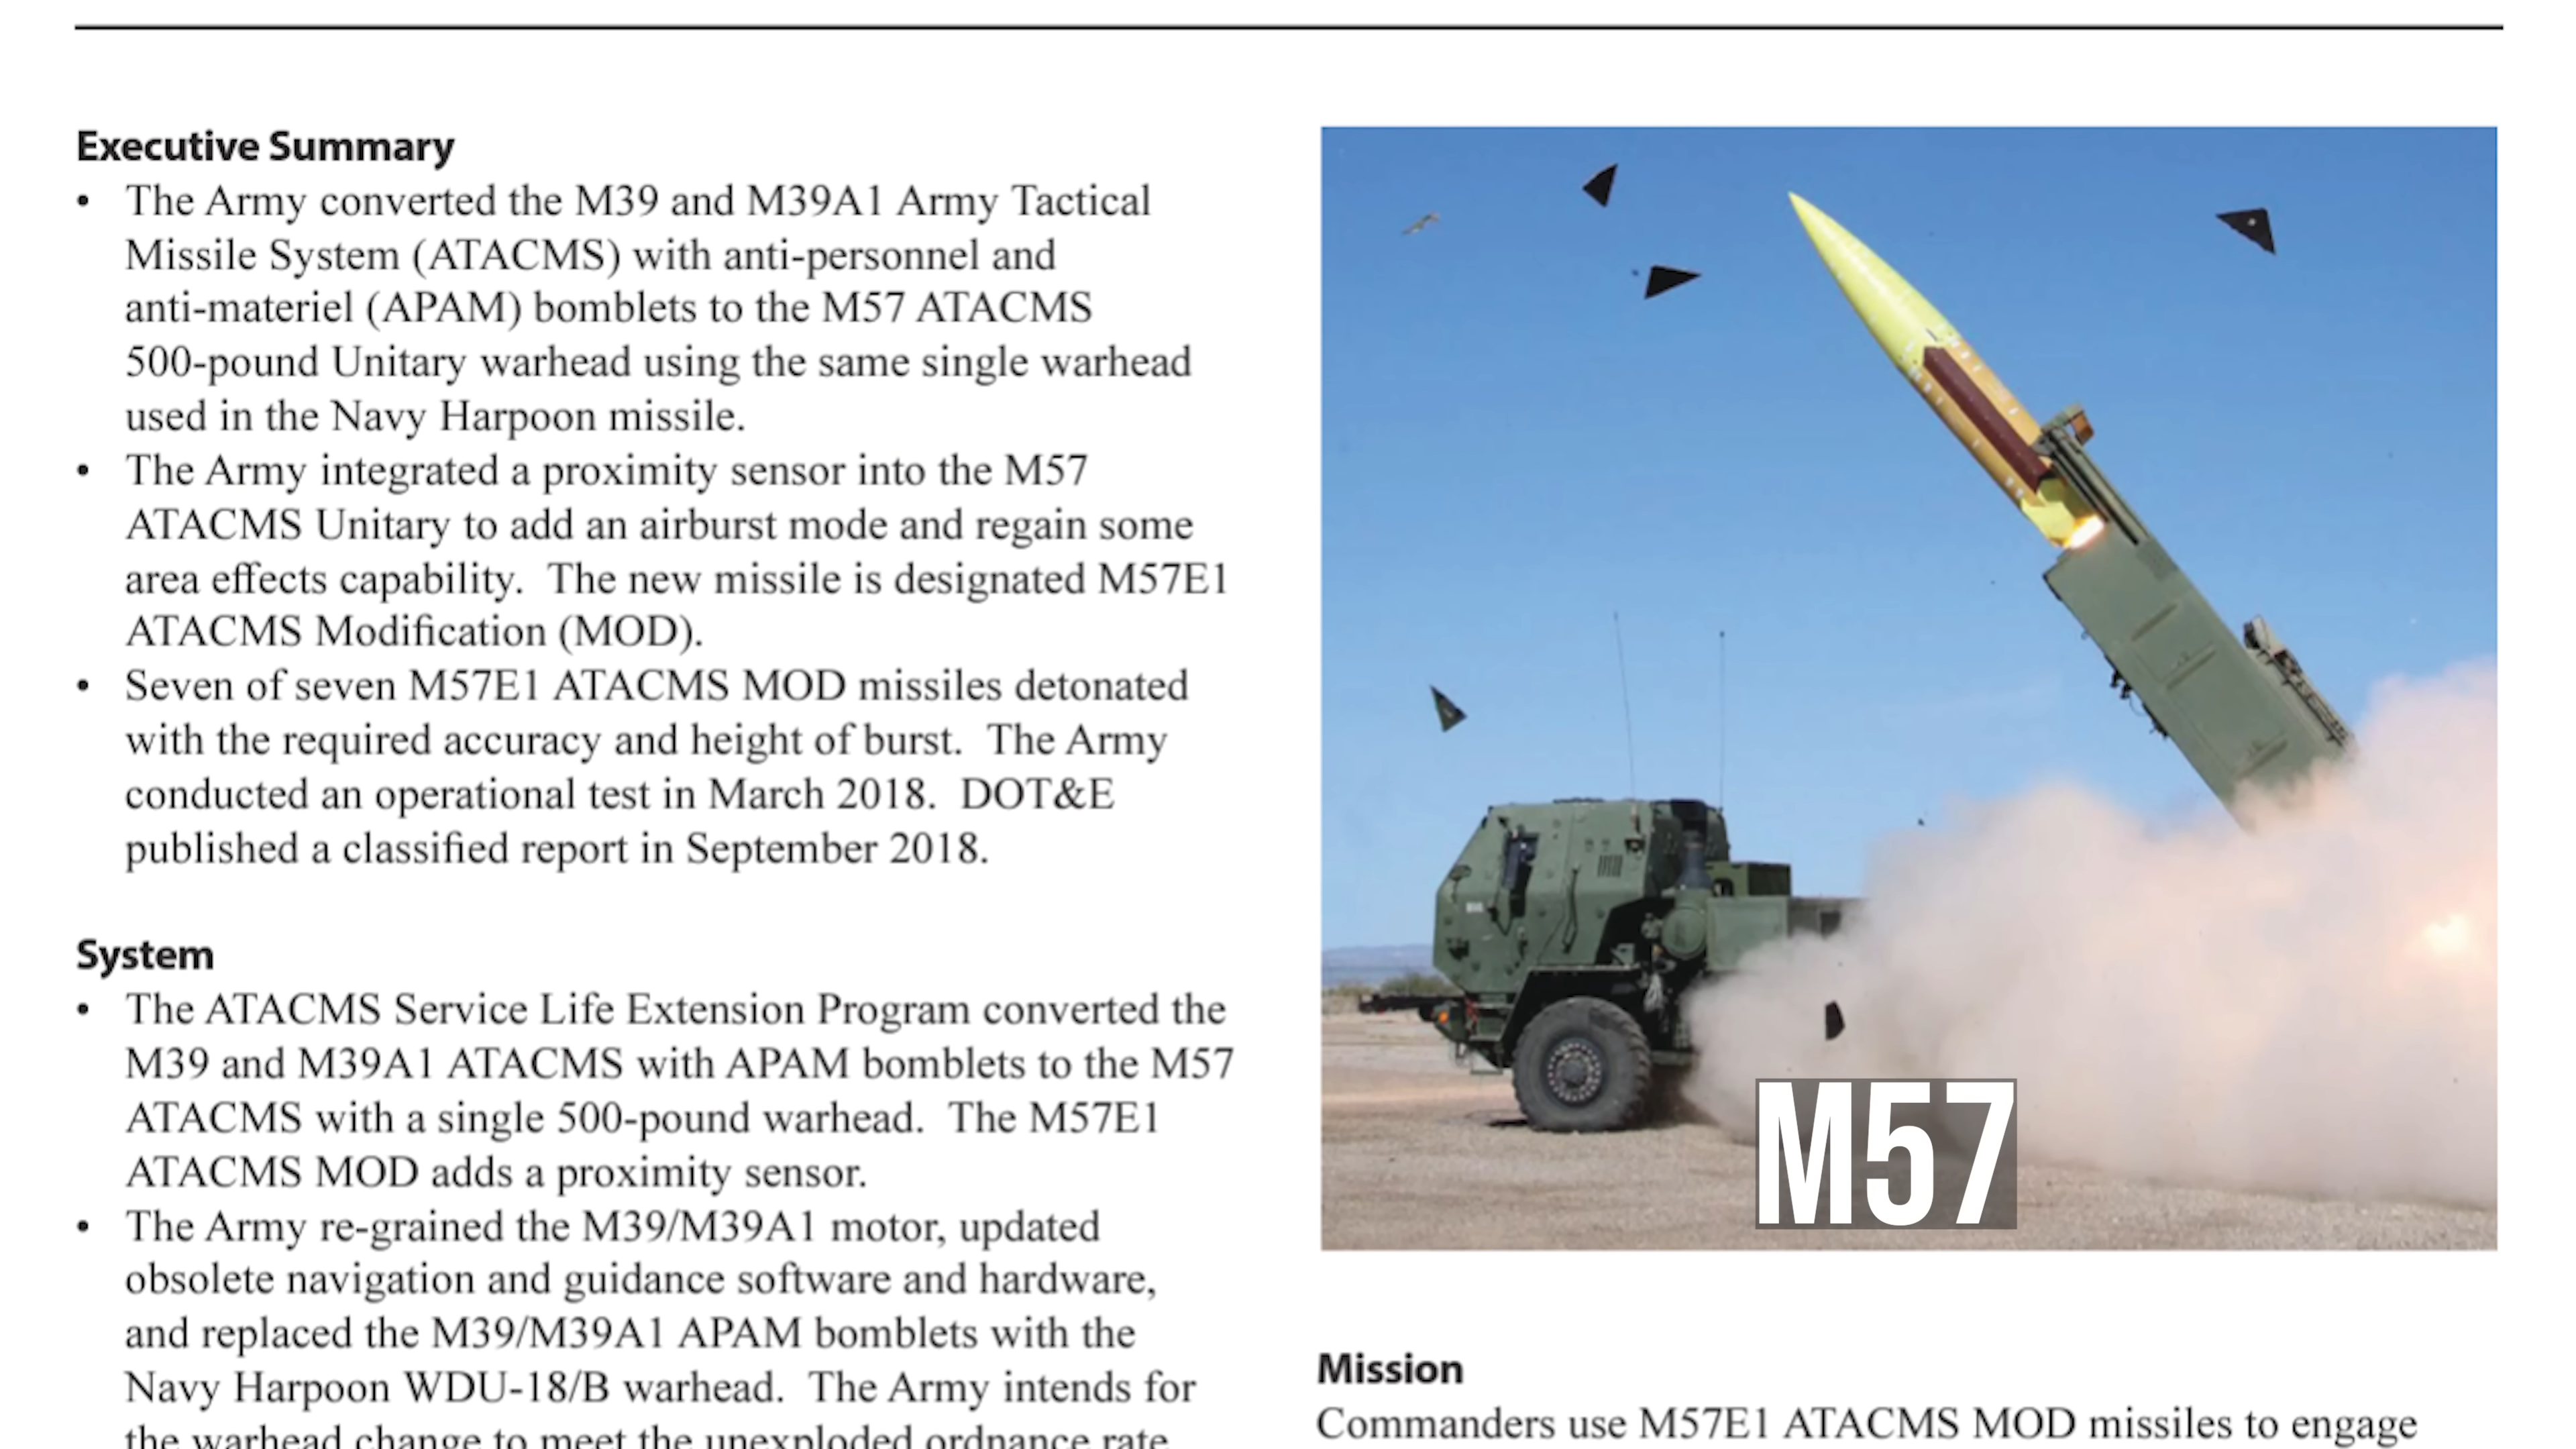 Executive Summary
• The Army converted the M39 and M39A1 Army Tactical
Missile System (ATACMS) with anti-personnel and
anti-materiel (APAM) bomblets to the M57 ATACMS
500-pound Unitary warhead using the same single warhead
used in the Navy Harpoon missile.
• The Army integrated a proximity sensor into the M57
ATACMS Unitary to add an airburst mode and regain some
area effects capability.  The new missile is designated M57E1
ATACMS Modification (MOD).
• Seven of seven M57E1 ATACMS MOD missiles detonated
with the required accuracy and height of burst.  The Army
conducted an operational test in March 2018.  DOT&E
published a classified report in September 2018.
System
• The ATACMS Service Life Extension Program converted the
M39 and M39A1 ATACMS with APAM bomblets to the M57
ATACMS with a single 500-pound warhead.  The M57E1
ATACMS MOD adds a proximity sensor.
• The Army re-grained the M39/M39A1 motor, updated
obsolete navigation and guidance software and hardware,
and replaced the M39/M39A1 APAM bomblets with the
Navy Harpoon WDU-18/B warhead.  The Army intends for
the warhead change to meet the unexploded ordnance rate
M57
Mission
Commanders use M57E1 ATACMS MOD missiles to engage